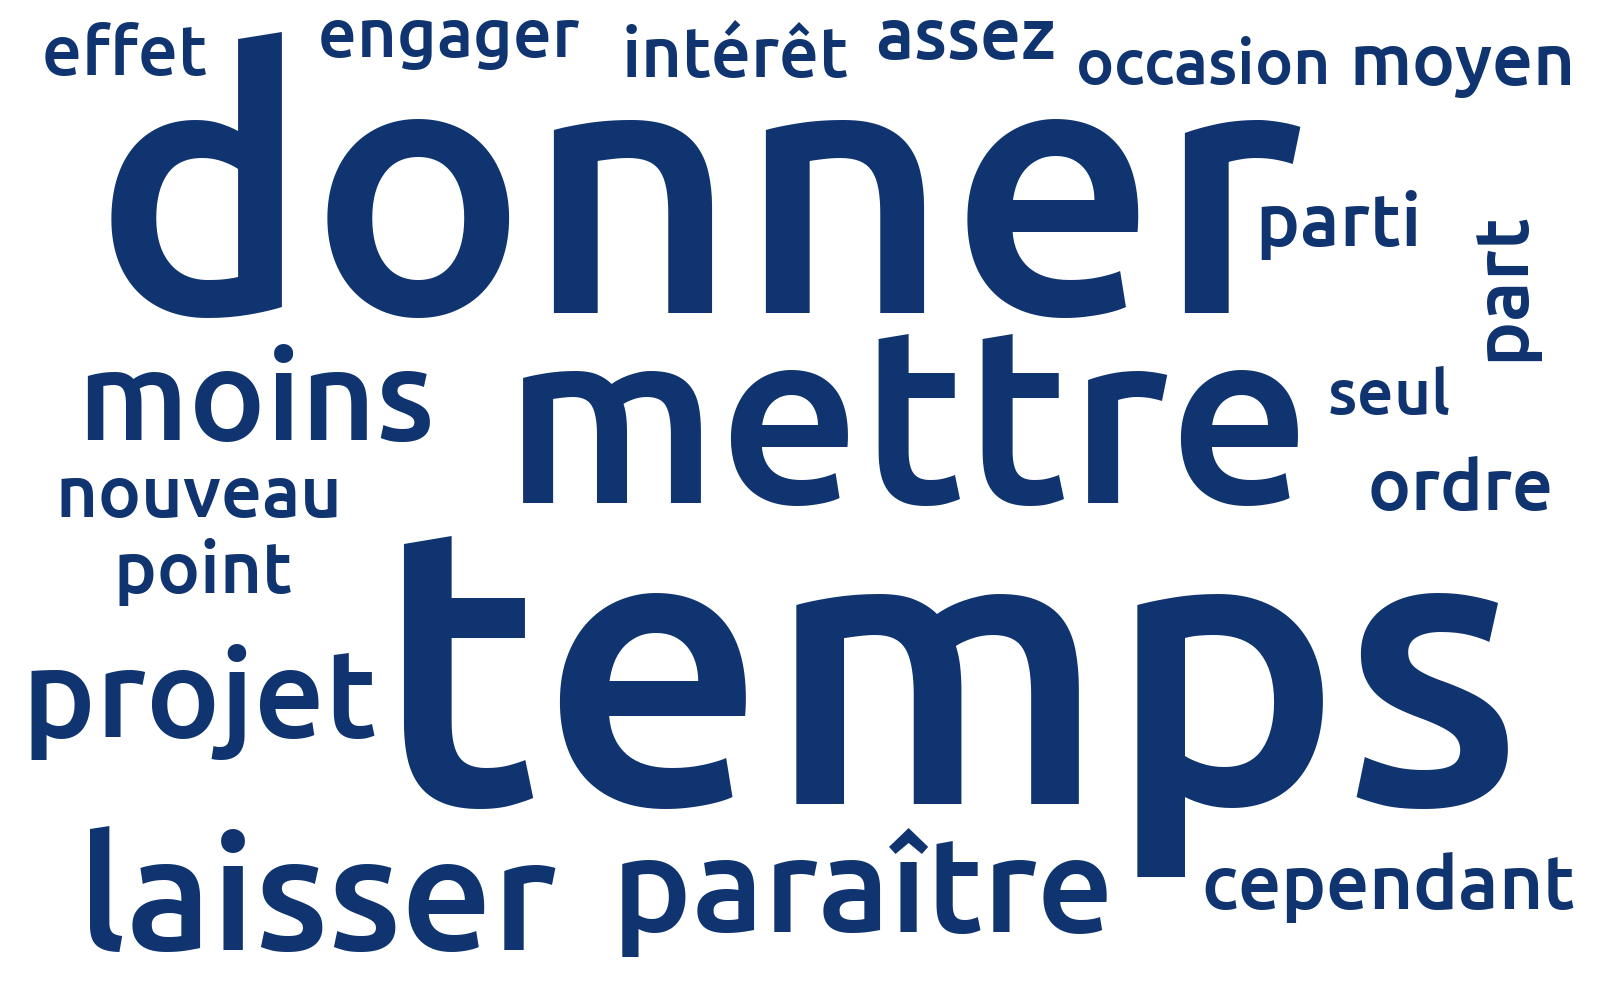 effet
engager
intérêt
assez
occasion
moyen
donner
parti
part
moins
mettre
seul
nouveau
ordre
point
temps
projet
laisser
paraître
cependant